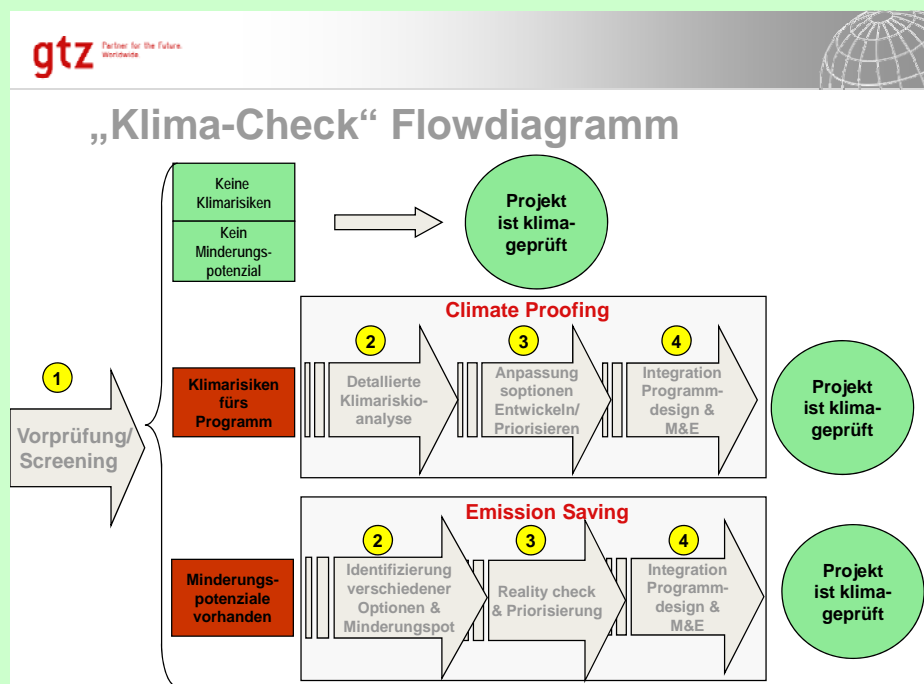 gtz
Partner for the Future.
Worldwide
„Klima-Check“ Flowdiagramm
Keine
Klimarisiken
Kein
Minderungs-
potenzial
Projekt
ist klima-
geprüft
1
Vorprüfung/
Screening
Climate Proofing
Klimarisiken
fürs
Programm
2
Detallierte
Klimariskio-
analyse
3
Anpassung
soptionen
Entwickeln/
Priorisieren
4
Integration
Programm-
design &
M&E
Projekt
ist klima-
geprüft
Emission Saving
Minderungs-
potenziale
vorhanden
2
Identifizierung
verschiedener
Optionen &
Minderungspot
3
Reality check
& Priorisierung
4
Integration
Programm-
design &
M&E
Projekt
ist klima-
geprüft